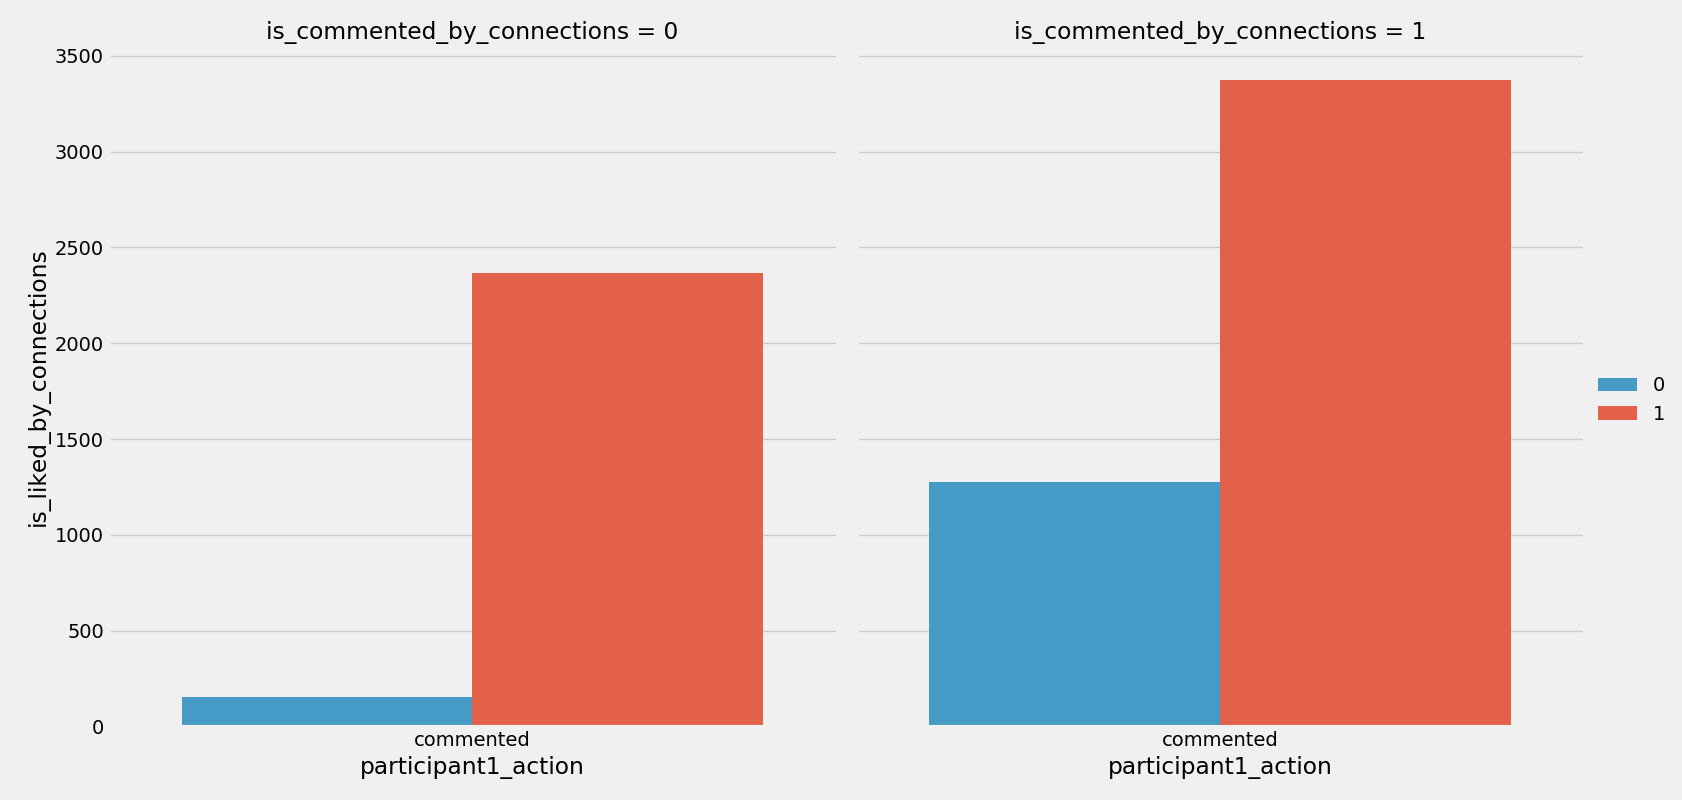 is_commented_by_connections = 0
is_commented_by_connections = 1
3500
3000
2500
2000
1500
1000
500
0
is_liked_by_connections
commented
commented
participant1_action
participant1_action
0
1